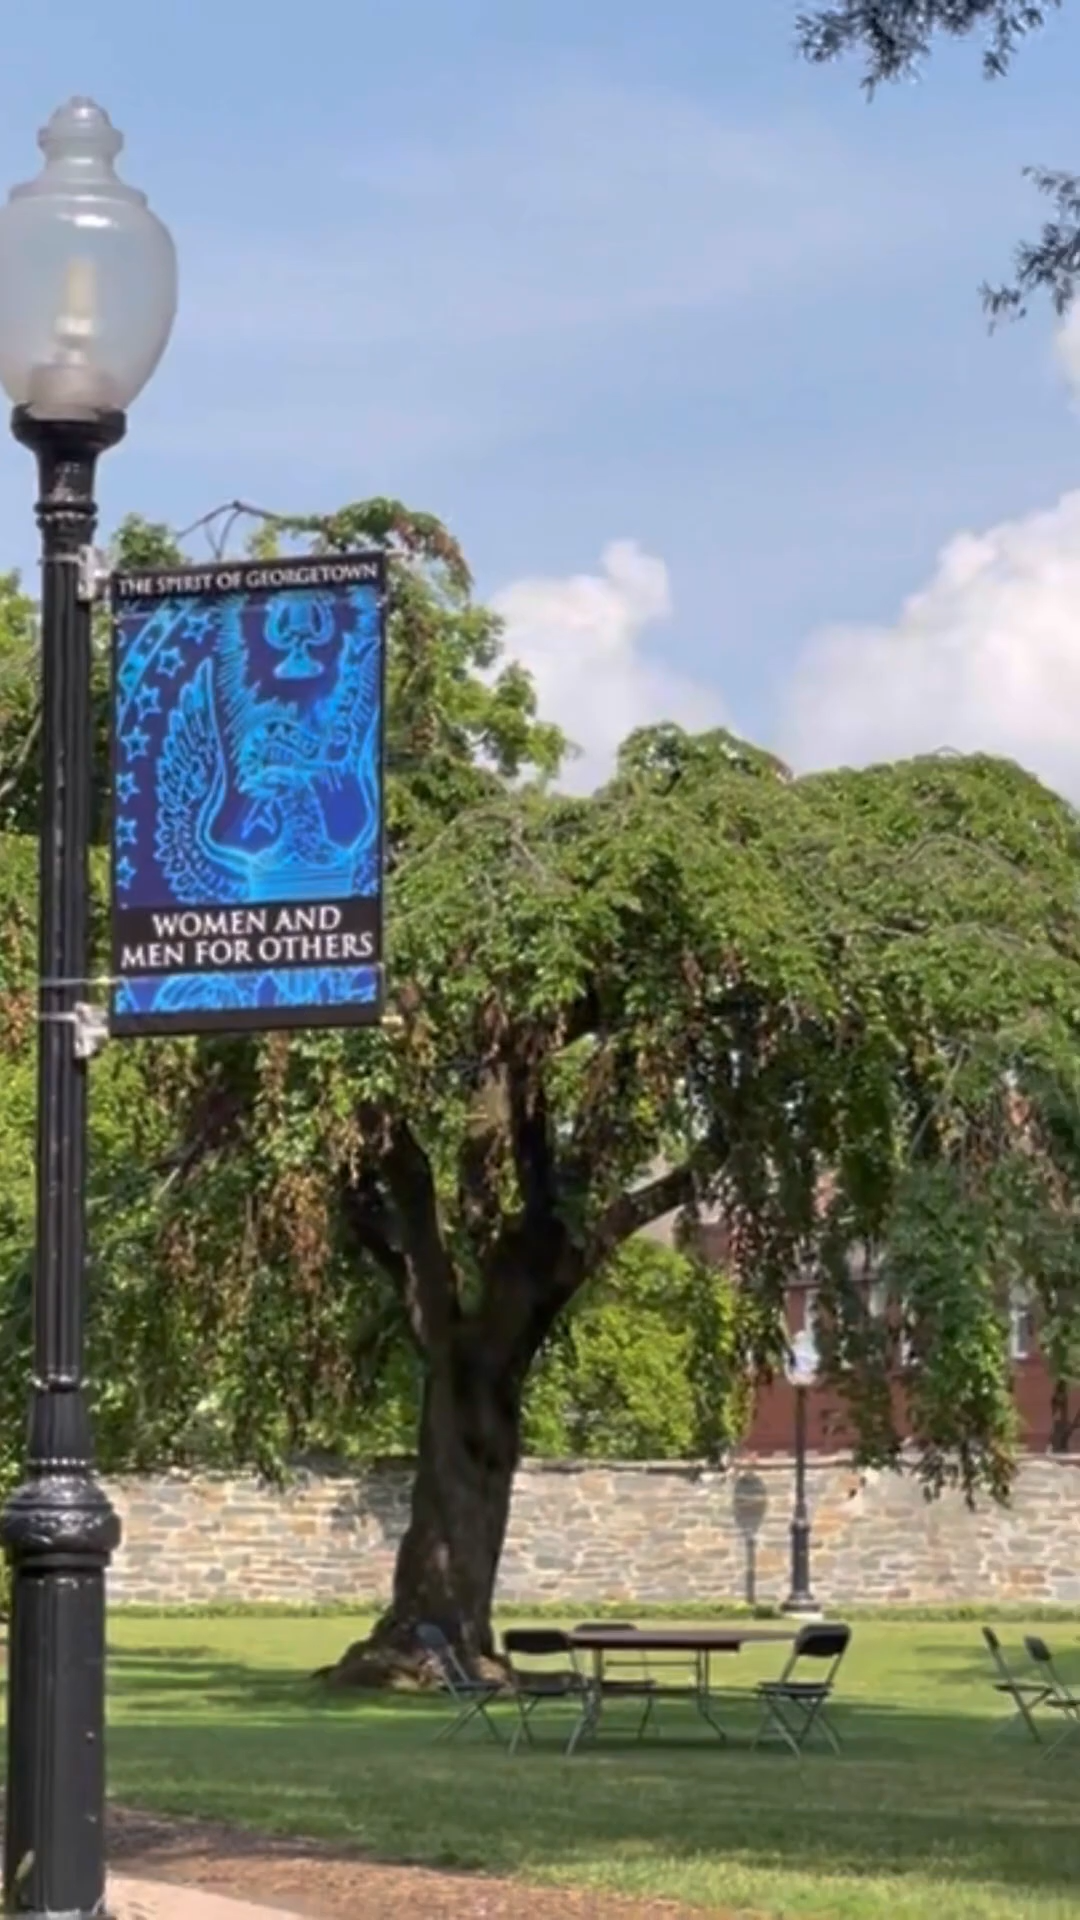 THE SPIRIT OF GEORGETOWN
WOMEN AND
MEN FOR OTHERS